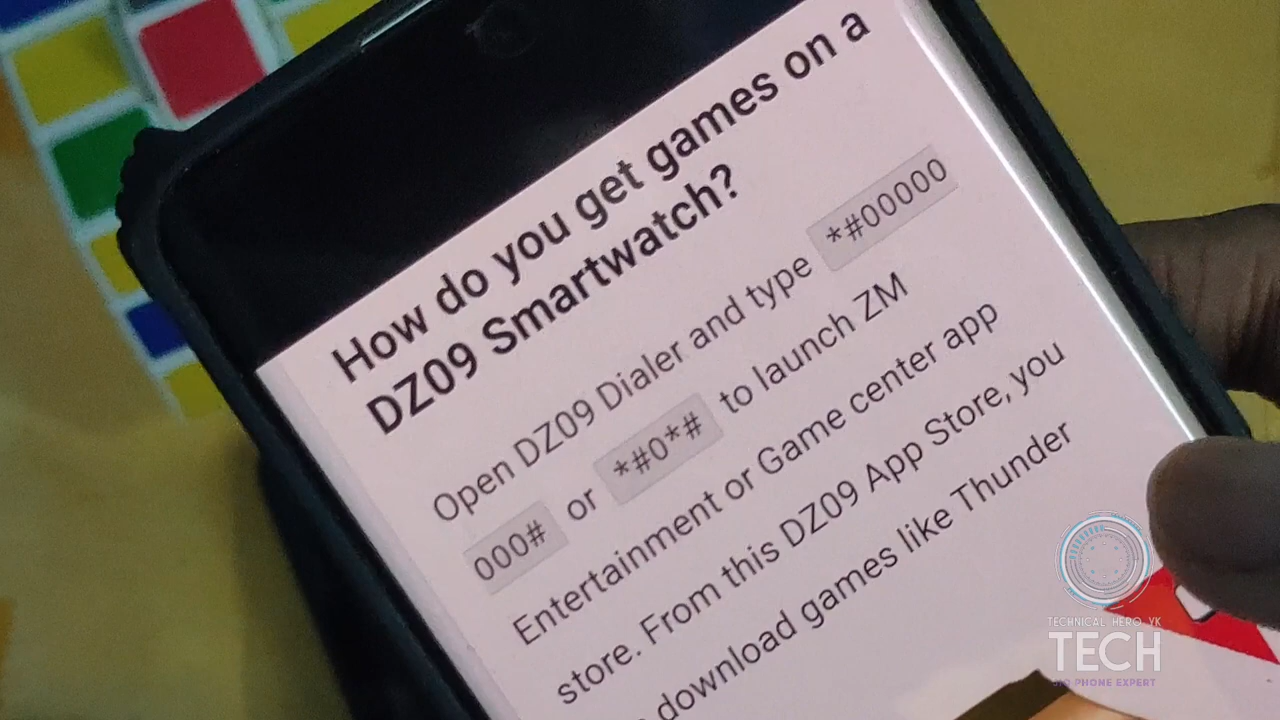 How do you get games on a
DZ09 Smartwatch?
Open DZ09 Dialer and type *#00000
000# or *#0*# to launch ZM
Entertainment or Game center app
store. From this DZ09 App Store, you
download games like Thunder
TECHNICAL HERO YK
TECH
PHONE EXPERT